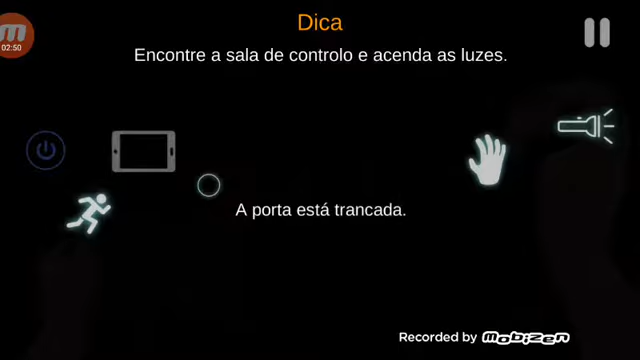 Dica
02:50
Encontre a sala de controlo e acenda as luzes.
A porta está trancada.
Recorded by mobizen